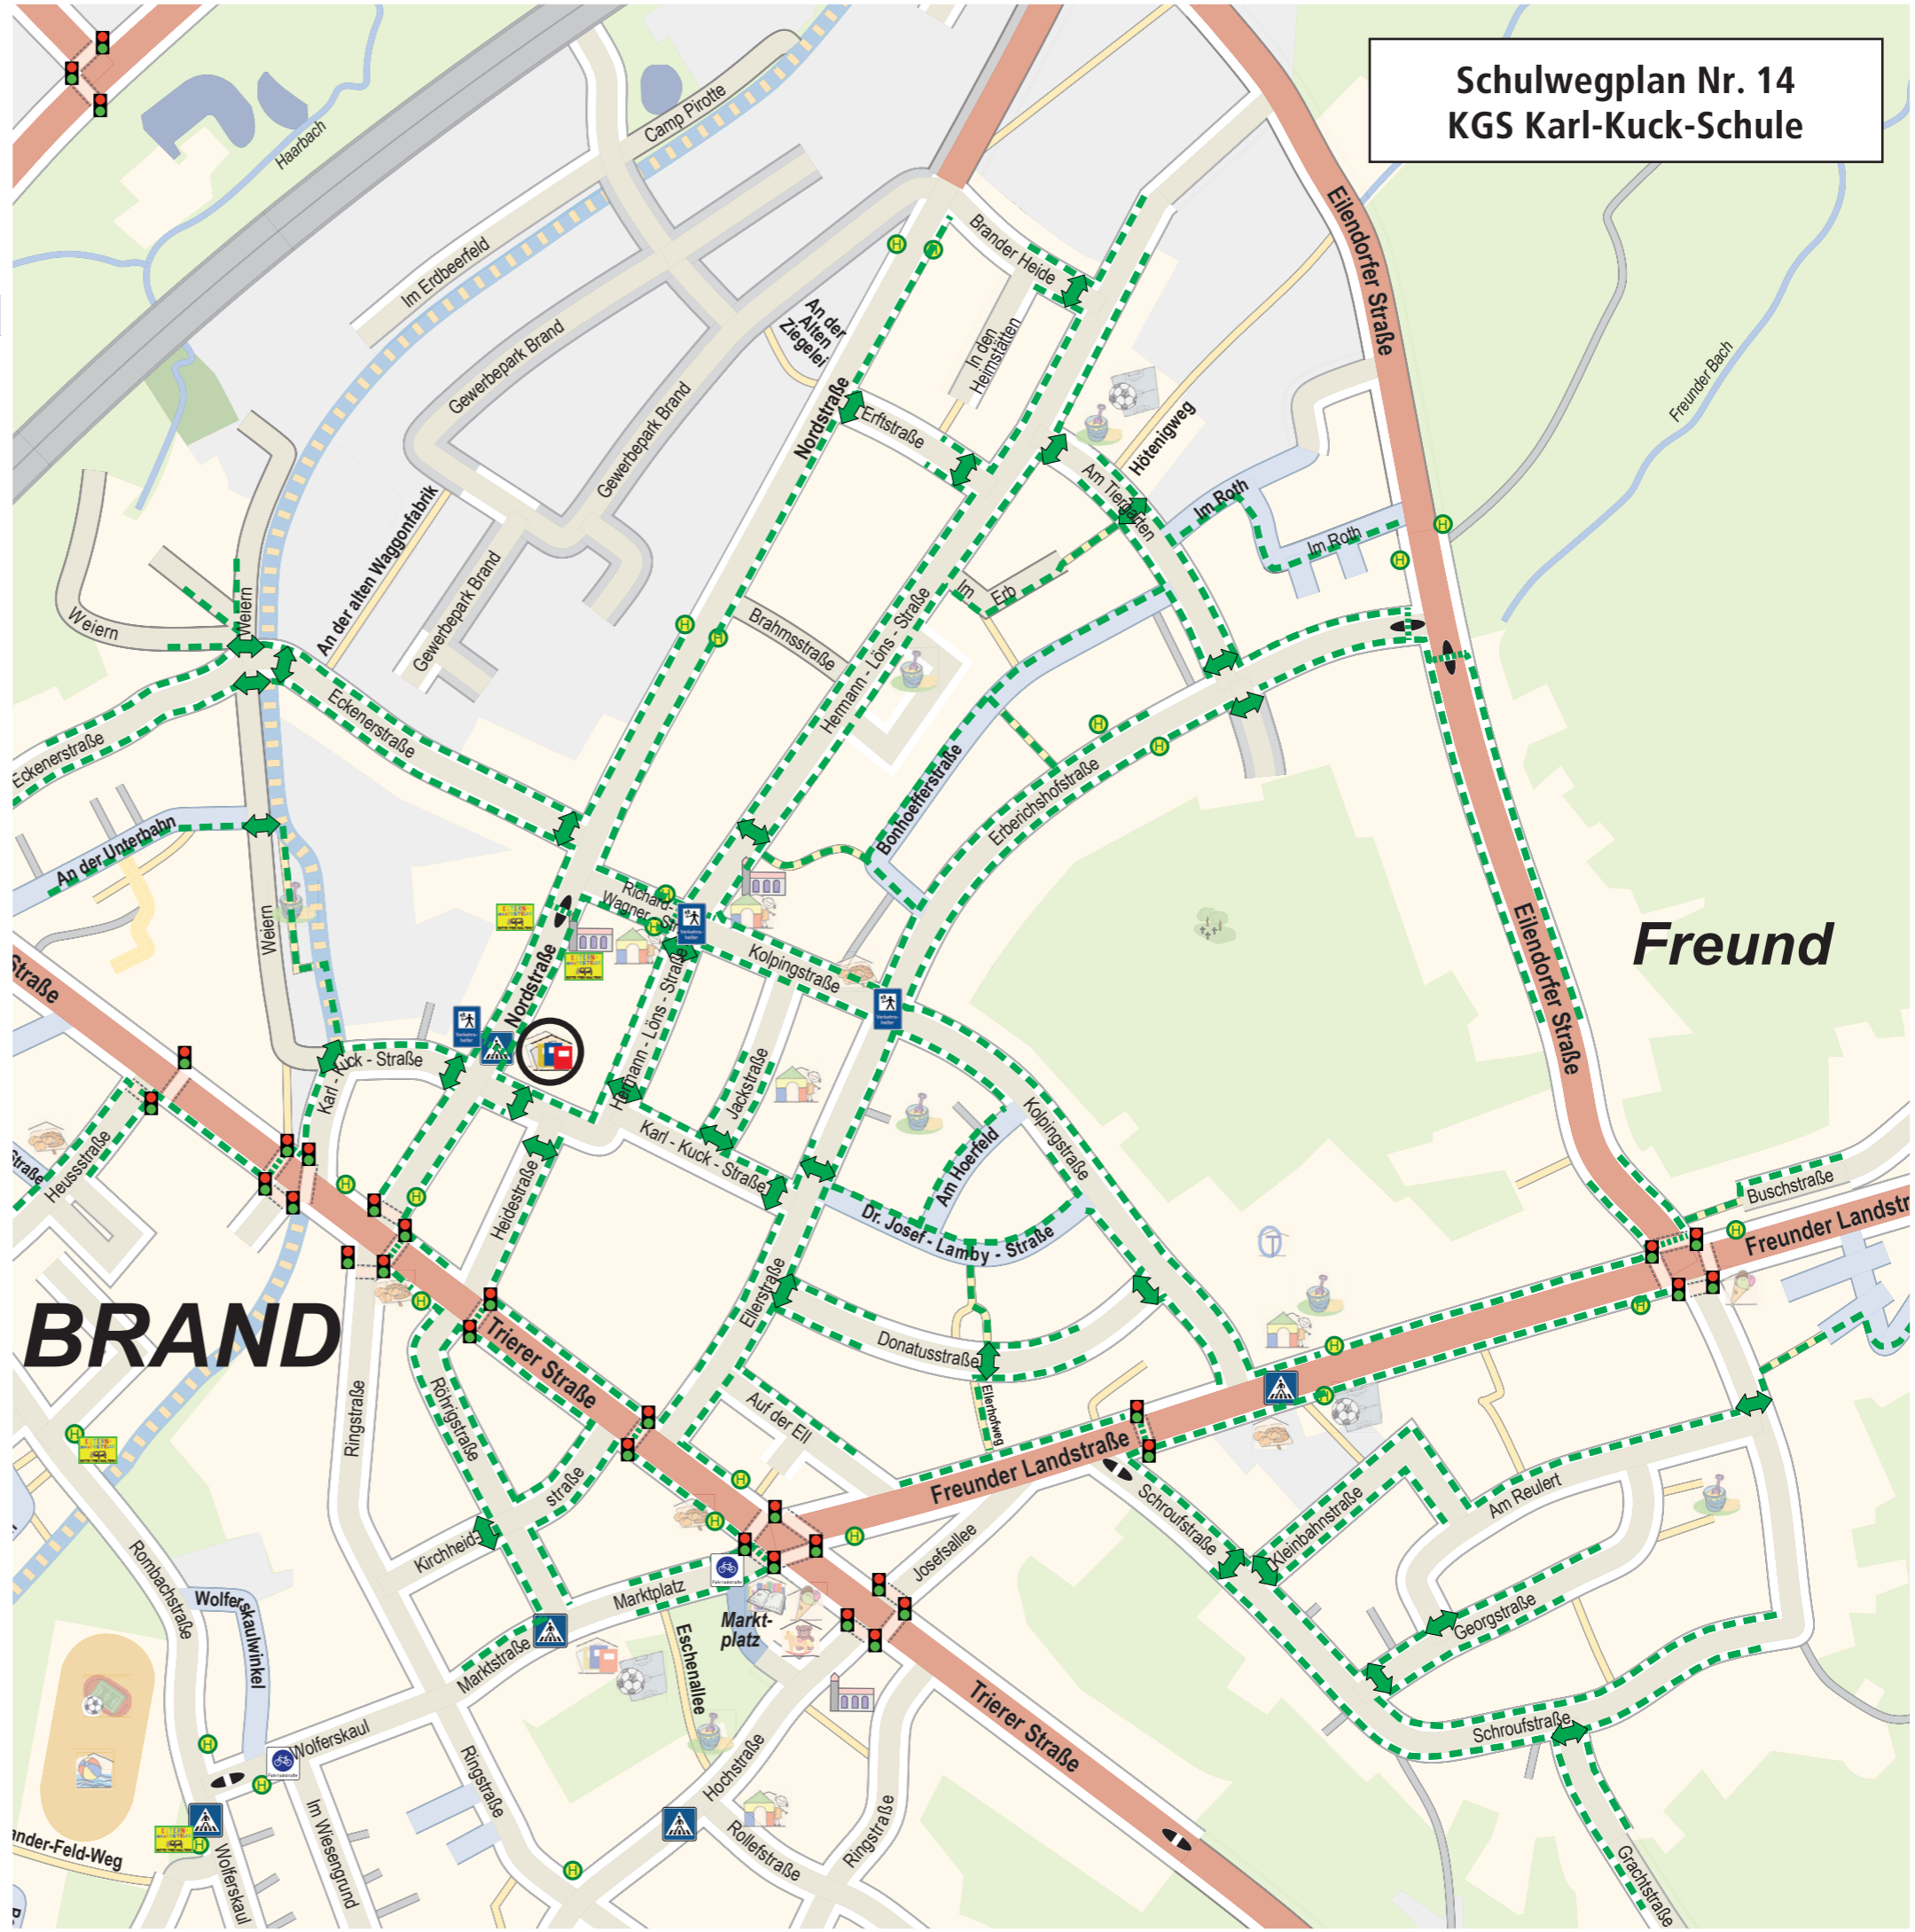 Schulwegplan Nr. 14
KGS Karl-Kuck-Schule
Haarbach
Camp Pirotte
Im Erdbeerfeld
Brander Heide
Eilendorfer Straße
An der
Alten
Ziegelei
In den
Heimstätten
Gewerbepark Brand
Gewerbepark Brand
Gewerbepark Brand
Nordstraße
Erftstraße
Hötenigweg
Am Tiergarten
Freunder Bach
Im Roth
Im Roth
An der alten Waggonfabrik
Weiern
Weiern
Im Erb
Brahmsstraße
Hermann - Löns - Straße
Eckenerstraße
Eckenerstraße
Bonhoefferstraße
Erberichshofstraße
An der Unterbahn
Weiern
Richard-
Wagner
Kolpingstraße
Nordstraße
Hermann - Löns - Straße
Freund
Eilendorfer Straße
Straße
Karl - Kuck - Straße
Jackstraße
Karl - Kuck - Straße
Kolpingstraße
Am Hoerfeld
Dr. Josef - Lamby - Straße
Heussstraße
Straße
Heidestraße
Buschstraße
Freunder Landstr
BRAND
Ellerstraße
Donatusstraße
Ellerhofweg
Trierer Straße
Röhrigstraße
Ringstraße
Auf der Ell
Freunder Landstraße
straße
Kirchheid
Schroufstraße
Kleinbahnstraße
Am Reulert
Josefsallee
Rombachstraße
Wolferskaulwinkel
Marktplatz
Markt-
platz
Marktstraße
Eschenallee
Georgstraße
Wolferskaul
Trierer Straße
Schroufstraße
Ringstraße
Hochstraße
Im Wiesengrund
Rollefstraße
Ringstraße
Wolferskaul
ander-Feld-Weg
Grachtstraße